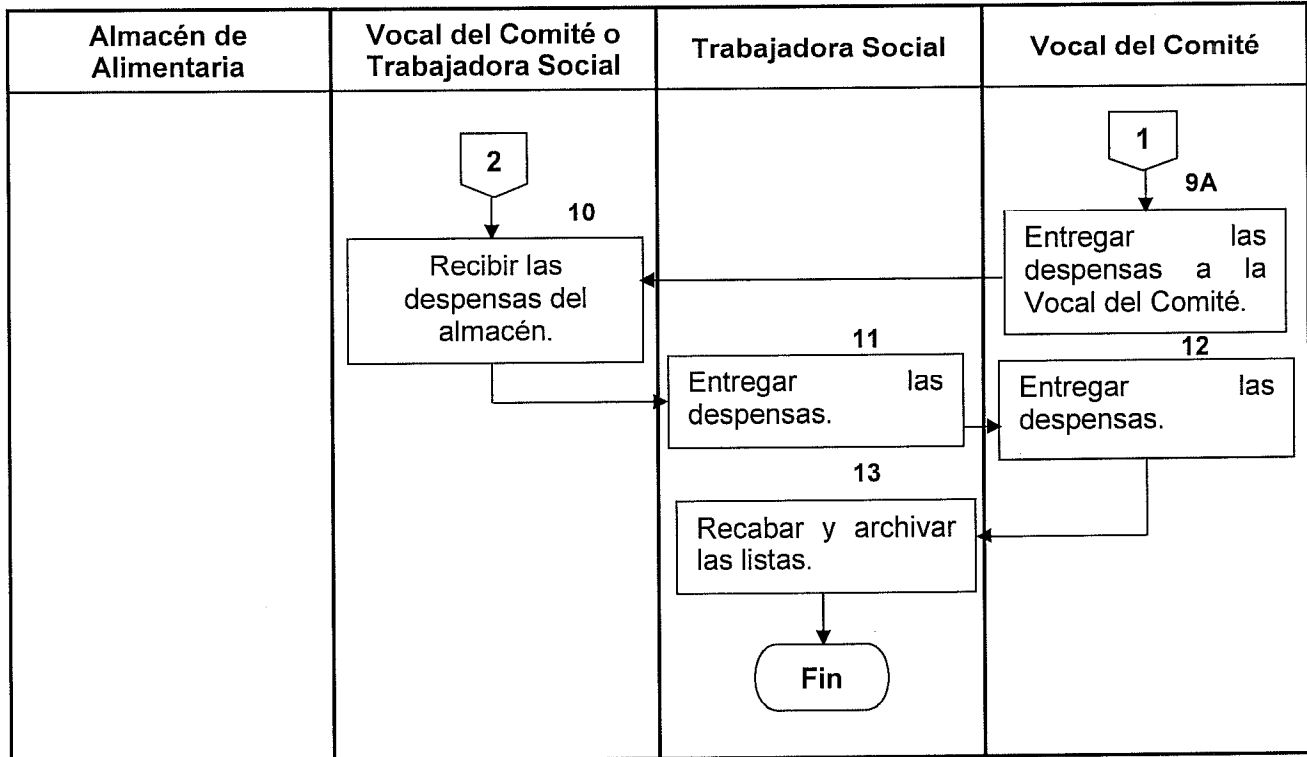 Almacén de
Alimentaria
Vocal del Comité o
Trabajadora Social
Trabajadora Social
Vocal del Comité
2
1
9A
10
Recibir las
despensas del
almacén.
Entregar las
despensas a la
Vocal del Comité.
11
Entregar las
despensas.
12
Entregar las
despensas.
13
Recabar y archivar
las listas.
Fin